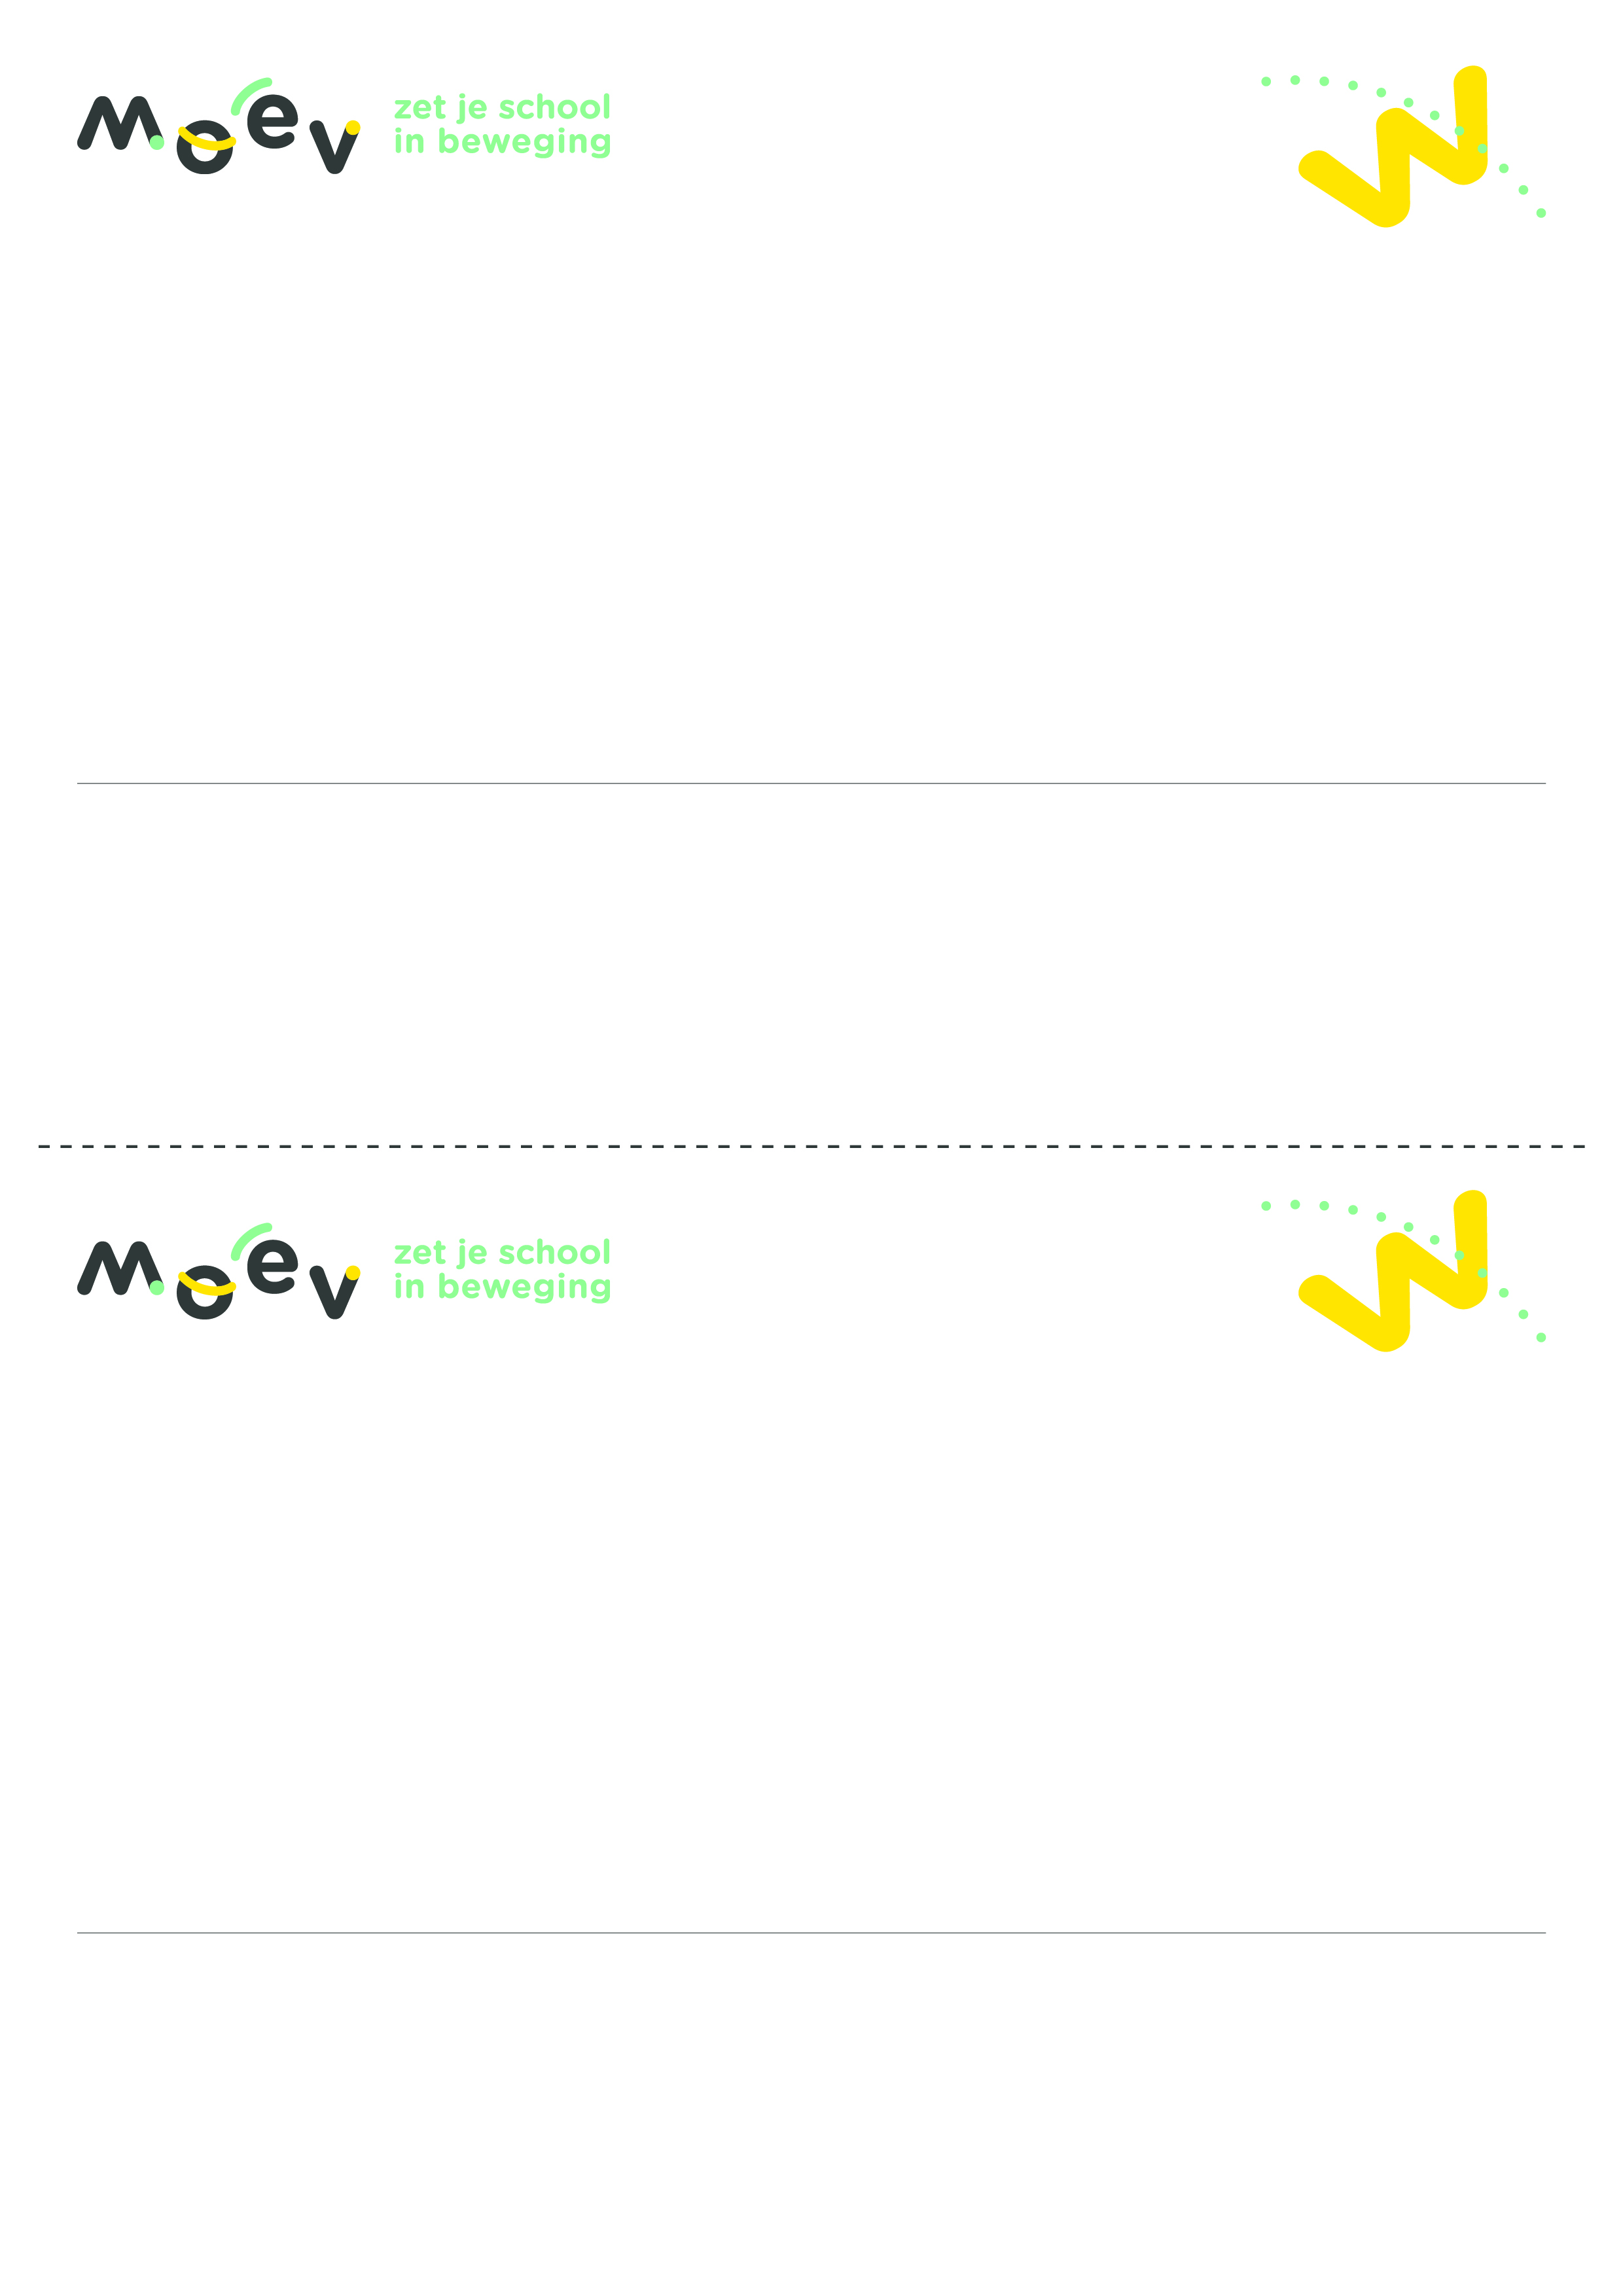 moev
zet je school
in beweging
moev
zet je school
in beweging